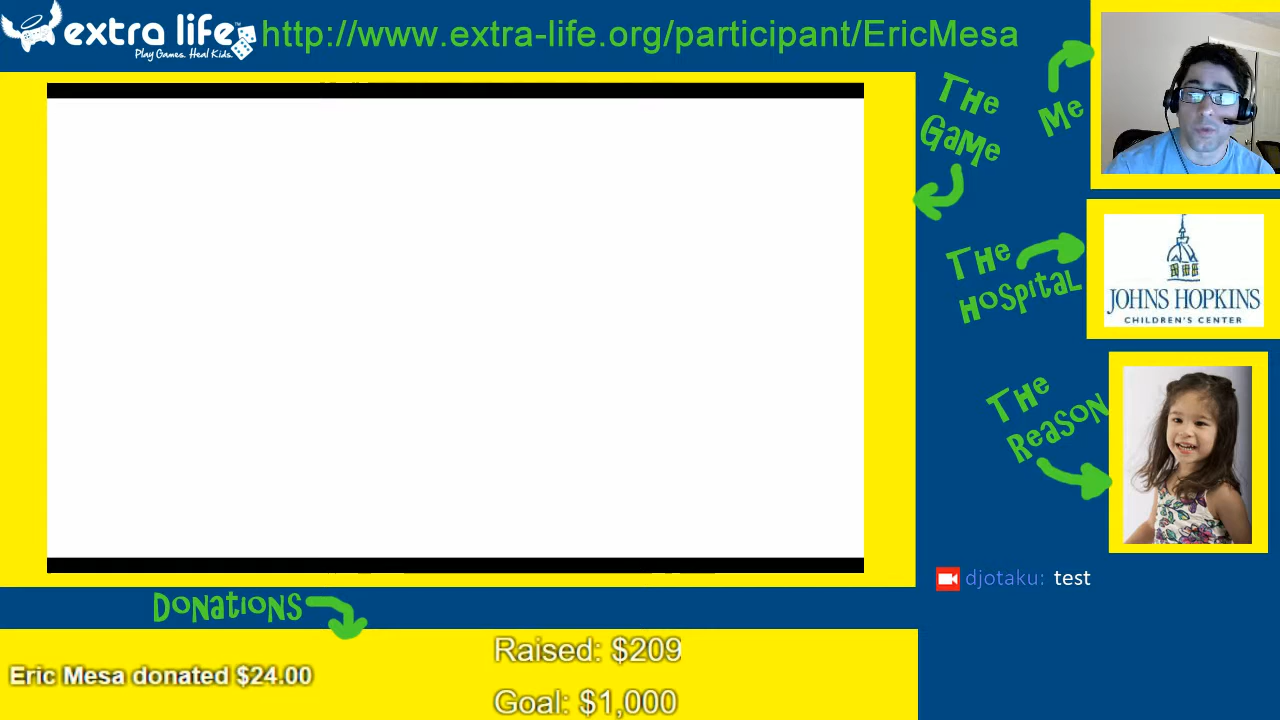 extra life
Play Games. Heal Kids.
http://www.extra-life.org/participant/EricMesa
The
Game
Me
The
Hospital
JOHNS HOPKINS
CHILDREN'S CENTER
The
Reason
djotaku: test
Donations
Eric Mesa donated $24.00
Raised: $209
Goal: $1,000